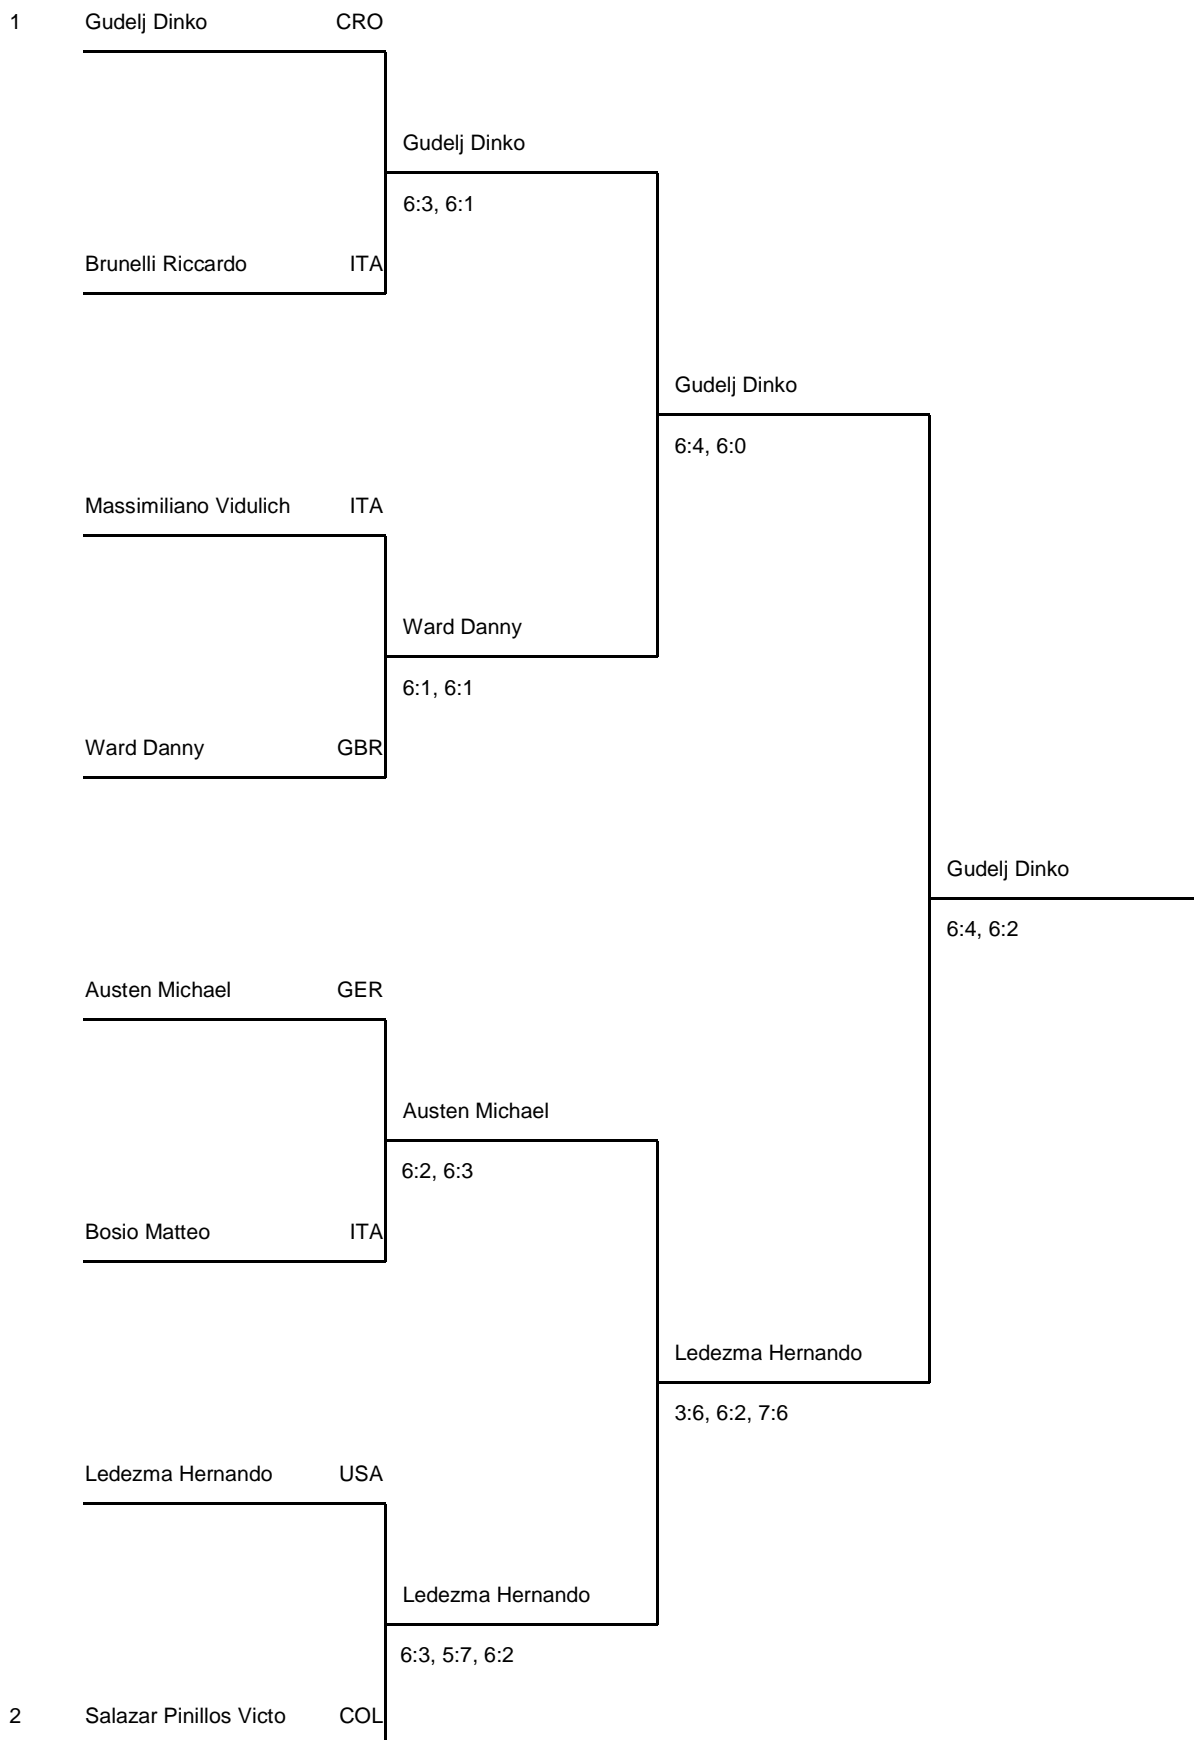 1 Gudelj Dinko CRO
Gudelj Dinko
6:3, 6:1
Brunelli Riccardo ITA
Gudelj Dinko
6:4, 6:0
Massimiliano Vidulich ITA
Ward Danny
6:1, 6:1
Ward Danny GBR
Gudelj Dinko
6:4, 6:2
Austen Michael GER
Austen Michael
6:2, 6:3
Bosio Matteo ITA
Ledezma Hernando
3:6, 6:2, 7:6
Ledezma Hernando USA
Ledezma Hernando
6:3, 5:7, 6:2
2 Salazar Pinillos Victo COL